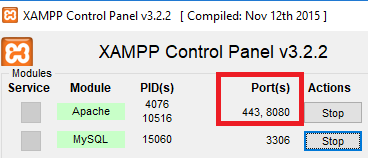 XAMPP Control Panel v3.2.2 [ Compiled: Nov 12th 2015 ]
XAMPP Control Panel v3.2.2
Modules
Service Module PID(s) Port(s) Actions
Apache 4076 10516 443, 8080 Stop
MySQL 15060 3306 Stop